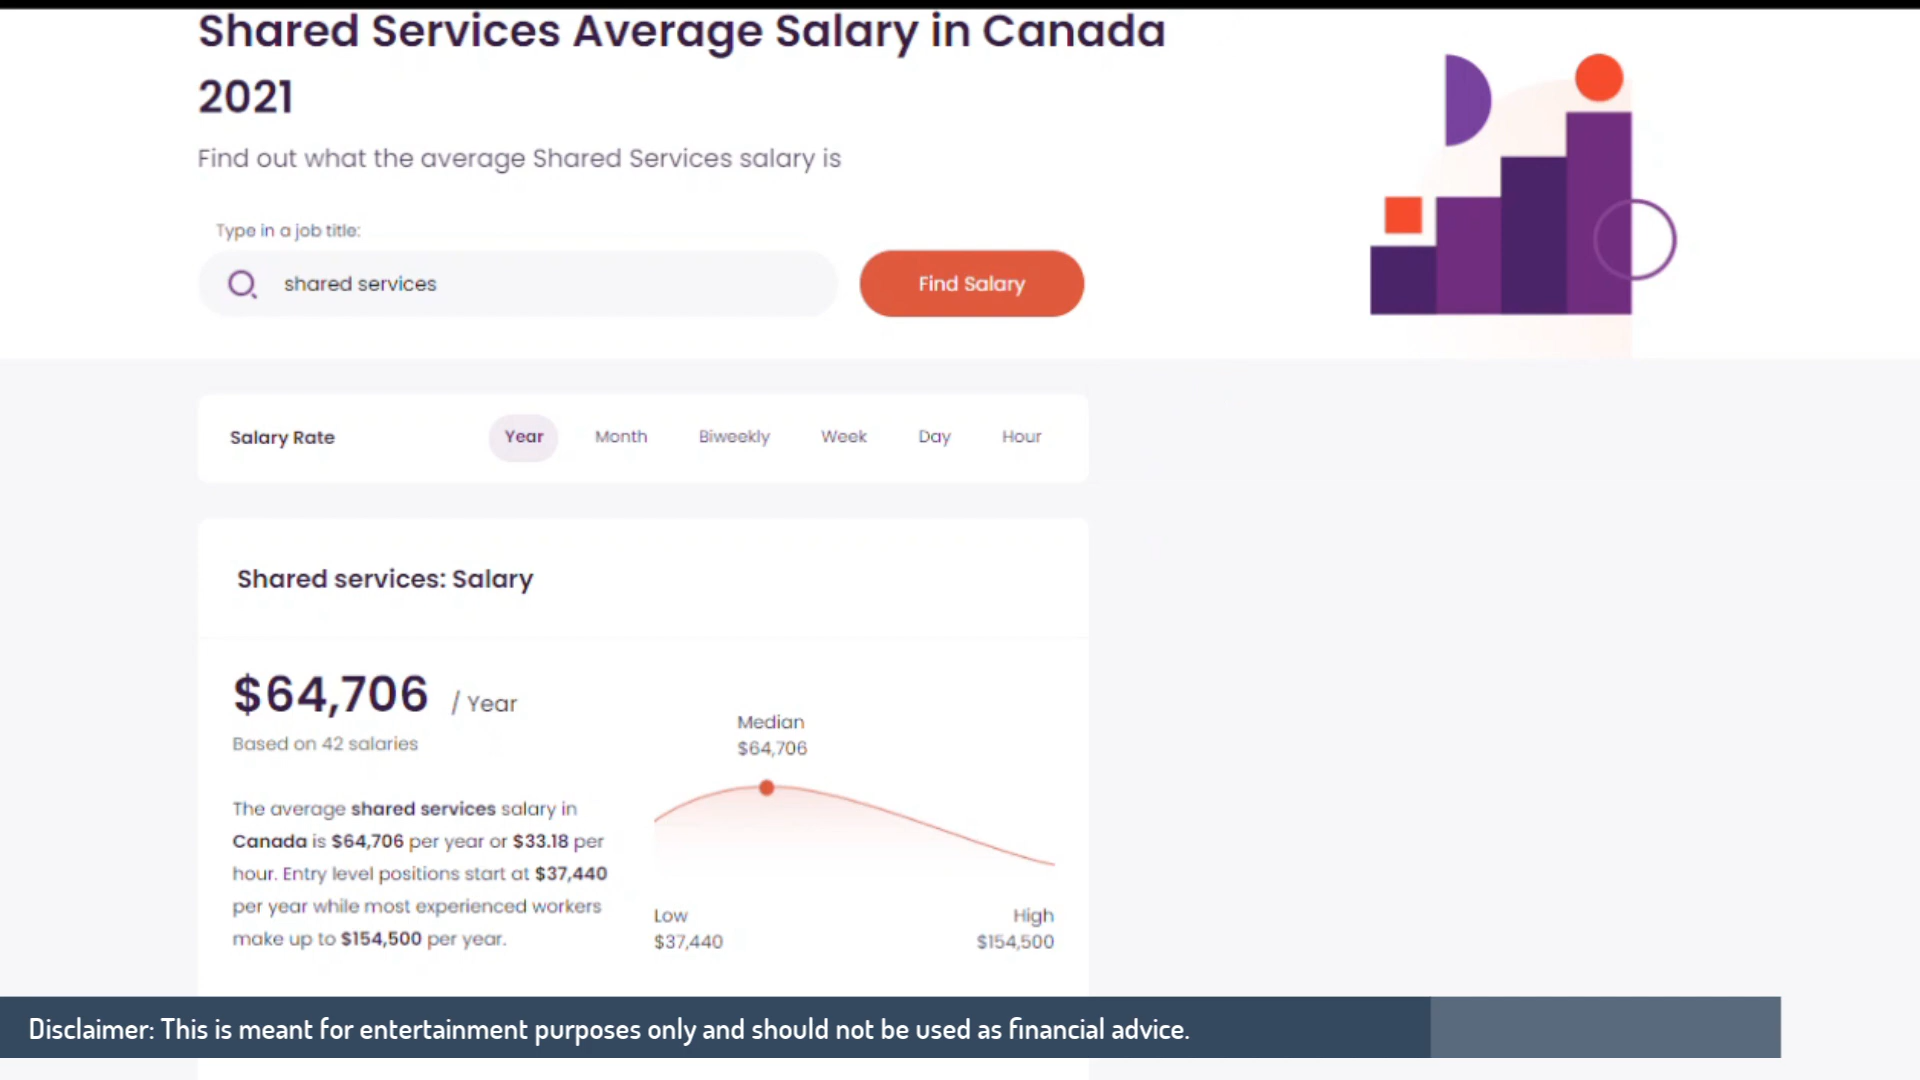 Shared Services Average Salary in Canada
2021
Find out what the average Shared Services salary is
Type in a job title:
shared services
Find Salary
Salary Rate
Year
Month
Biweekly
Week
Day
Hour
Shared services: Salary
$64,706 / Year
Based on 42 salaries
The average shared services salary in
Canada is $64,706 per year or $33.18 per
hour. Entry level positions start at $37,440
per year while most experienced workers
make up to $154,500 per year.
Median
$64,706
Low
$37,440
High
$154,500
Disclaimer: This is meant for entertainment purposes only and should not be used as financial advice.